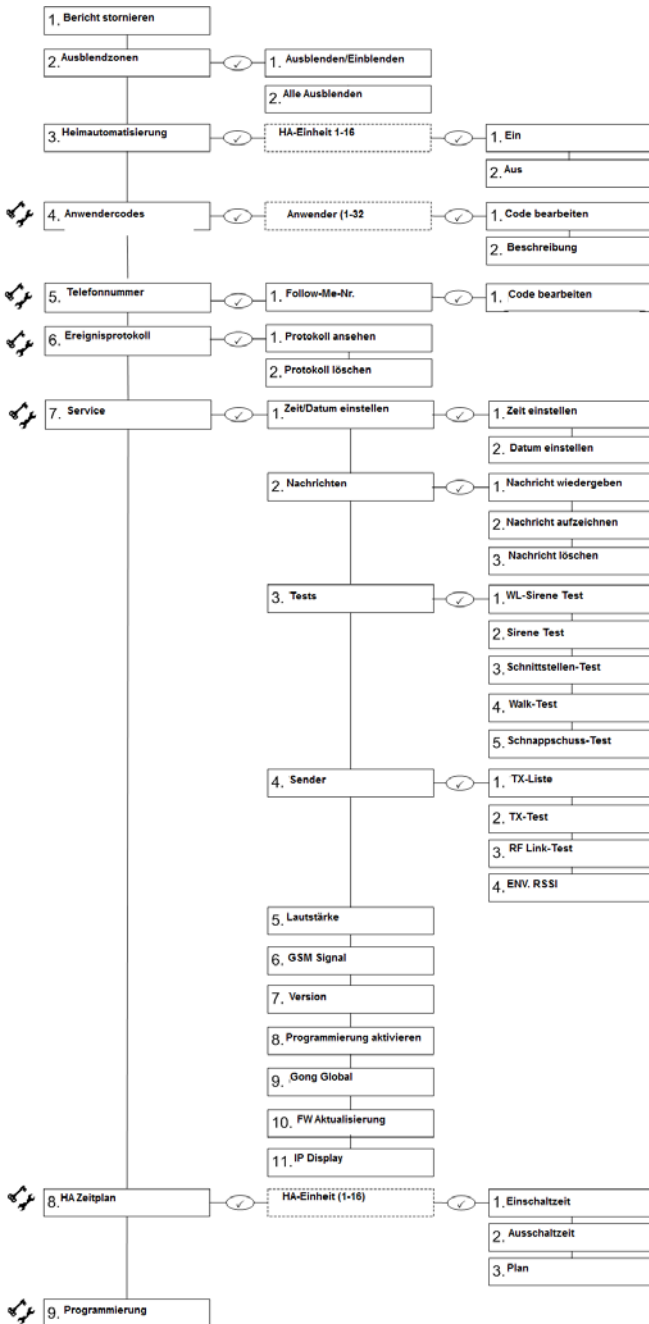 1. Bericht stornieren
2. Ausblendzonen
1. Ausblenden/Einblenden
2. Alle Ausblenden
3. Heimautomatisierung
HA-Einheit 1-16
1. Ein
2. Aus
4. Anwendercodes
Anwender (1-32
1. Code bearbeiten
2. Beschreibung
5. Telefonnummer
1. Follow-Me-Nr.
1. Code bearbeiten
6. Ereignisprotokoll
1. Protokoll ansehen
2. Protokoll löschen
7. Service
1. Zeit/Datum einstellen
1. Zeit einstellen
2. Datum einstellen
2. Nachrichten
1. Nachricht wiedergeben
2. Nachricht aufzeichnen
3. Nachricht löschen
3. Tests
1. WL-Sirene Test
2. Sirene Test
3. Schnittstellen-Test
4. Walk-Test
5. Schnappschuss-Test
4. Sender
1. TX-Liste
2. TX-Test
3. RF Link-Test
4. ENV. RSSI
5. Lautstärke
6. GSM Signal
7. Version
8. Programmierung aktivieren
9. Gong Global
10. FW Aktualisierung
11. IP Display
8. HA Zeitplan
HA-Einheit (1-16)
1. Einschaltzeit
2. Ausschaltzeit
3. Plan
9. Programmierung